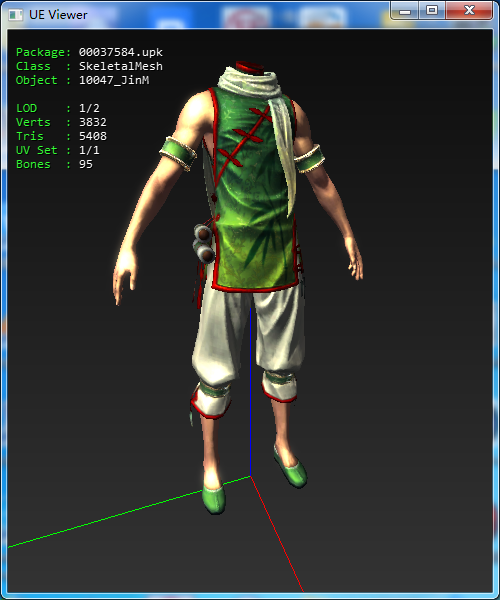 UE Viewer
Package: 00037584.upk
Class : SkeletalMesh
Object : 10047_JinM
LOD : 1/2
Verts : 3832
Tris : 5408
UV Set : 1/1
Bones : 95